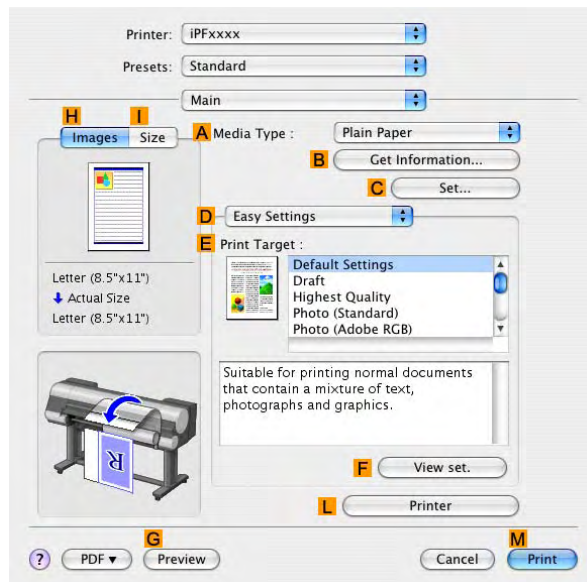 Printer: iPFxxxx
Presets: Standard
Main
H I
Images Size
A Media Type : Plain Paper
B Get Information...
C Set...
D Easy Settings
E Print Target :
Default Settings
Draft
Highest Quality
Photo (Standard)
Photo (Adobe RGB)
Letter (8.5"x11")
Actual Size
Letter (8.5"x11")
Suitable for printing normal documents
that contain a mixture of text,
photographs and graphics.
R
F View set.
L Printer
G M
? PDF▼ Preview Cancel Print